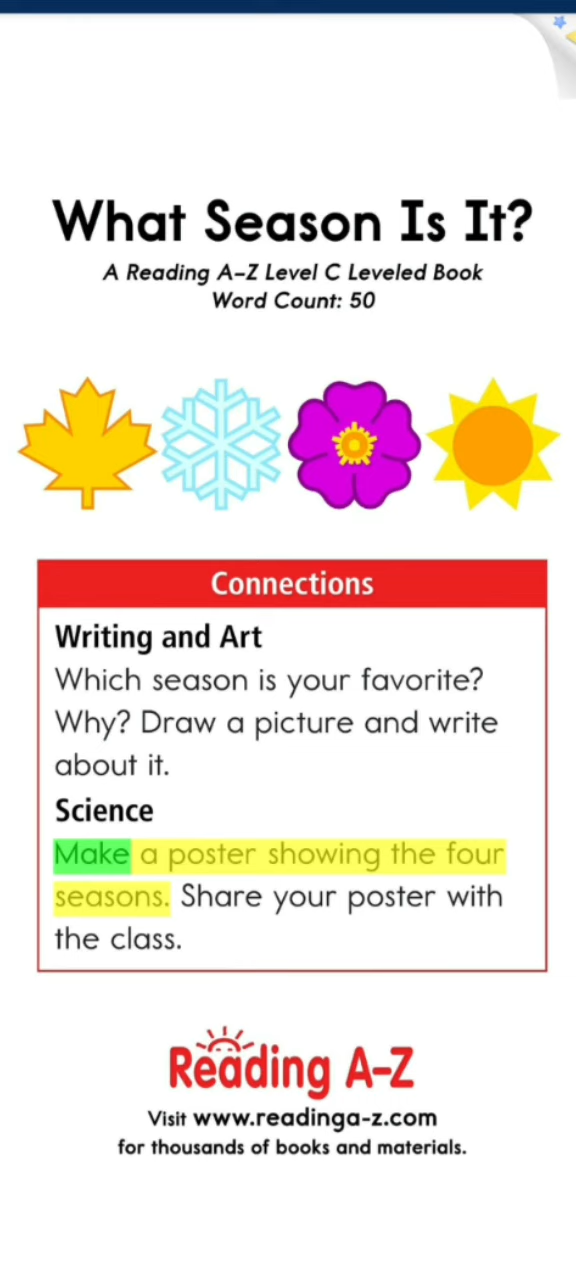 What Season Is It?
A Reading A–Z Level C Leveled Book
Word Count: 50
Connections
Writing and Art
Which season is your favorite?
Why? Draw a picture and write
about it.
Science
Make a poster showing the four
seasons. Share your poster with
the class.
Reading A–Z
Visit www.readinga-z.com
for thousands of books and materials.